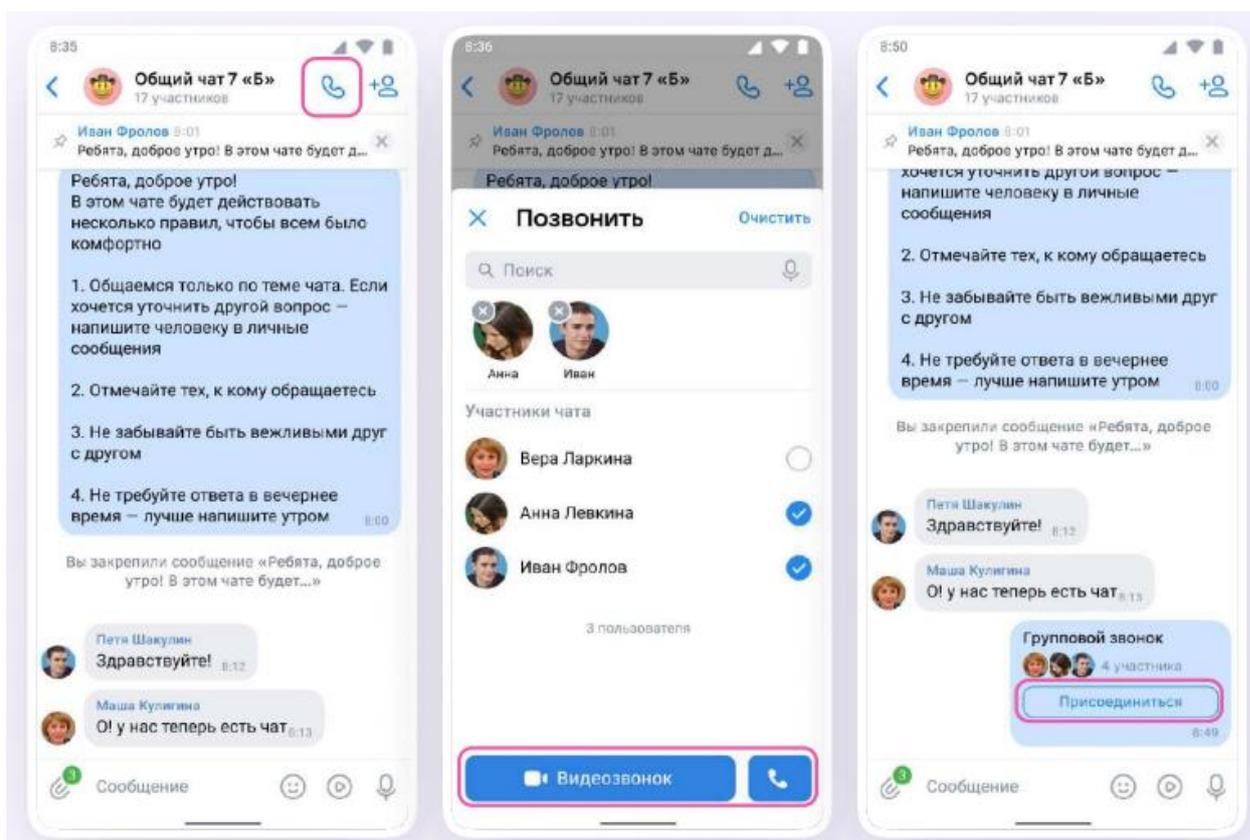 8:35
Общий чат 7 «Б»
17 участников
Иван Фролов 8:01
Ребята, доброе утро! В этом чате будет д...
Ребята, доброе утро!
В этом чате будет действовать
несколько правил, чтобы всем было
комфортно
1. Общаемся только по теме чата. Если
хочется уточнить другой вопрос —
напишите человеку в личные
сообщения
2. Отмечайте тех, к кому обращаетесь
3. Не забывайте быть вежливыми друг
с другом
4. Не требуйте ответа в вечернее
время — лучше напишите утром 8:00
Вы закрепили сообщение «Ребята, доброе
утро! В этом чате будет...»
Петя Шакулин
Здравствуйте! 8:12
Маша Кулигина
О! у нас теперь есть чат 8:13
3
Сообщение
8:36
Общий чат 7 «Б»
17 участников
Иван Фролов 8:01
Ребята, доброе утро! В этом чате будет д...
Ребята, доброе утро!
Позвонить Очистить
Поиск
Анна Иван
Участники чата
Вера Ларкина
Анна Левкина
Иван Фролов
3 пользователя
Видеозвонок
8:50
Общий чат 7 «Б»
17 участников
Иван Фролов 8:01
Ребята, доброе утро! В этом чате будет д...
хочется уточнить другой вопрос —
напишите человеку в личные
сообщения
2. Отмечайте тех, к кому обращаетесь
3. Не забывайте быть вежливыми друг
с другом
4. Не требуйте ответа в вечернее
время — лучше напишите утром 8:00
Вы закрепили сообщение «Ребята, доброе
утро! В этом чате будет...»
Петя Шакулин
Здравствуйте! 8:12
Маша Кулигина
О! у нас теперь есть чат 8:13
Групповой звонок
4 участника
Присоединиться
8:49
3
Сообщение